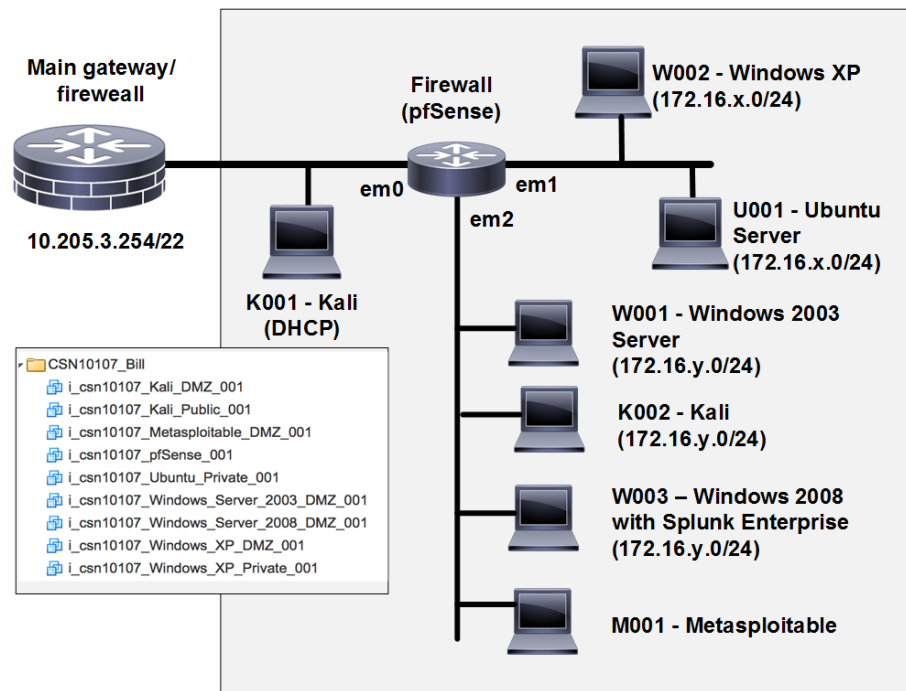 Main gateway/
fireweall
10.205.3.254/22
Firewall
(pfSense)
em0
em1
em2
K001 - Kali
(DHCP)
W002 - Windows XP
(172.16.x.0/24)
U001 - Ubuntu
Server
(172.16.x.0/24)
W001 - Windows 2003
Server
(172.16.y.0/24)
K002 - Kali
(172.16.y.0/24)
W003 – Windows 2008
with Splunk Enterprise
(172.16.y.0/24)
M001 - Metasploitable
CSN10107_Bill
i_csn10107_Kali_DMZ_001
i_csn10107_Kali_Public_001
i_csn10107_Metasploitable_DMZ_001
i_csn10107_pfSense_001
i_csn10107_Ubuntu_Private_001
i_csn10107_Windows_Server_2003_DMZ_001
i_csn10107_Windows_Server_2008_DMZ_001
i_csn10107_Windows_XP_DMZ_001
i_csn10107_Windows_XP_Private_001